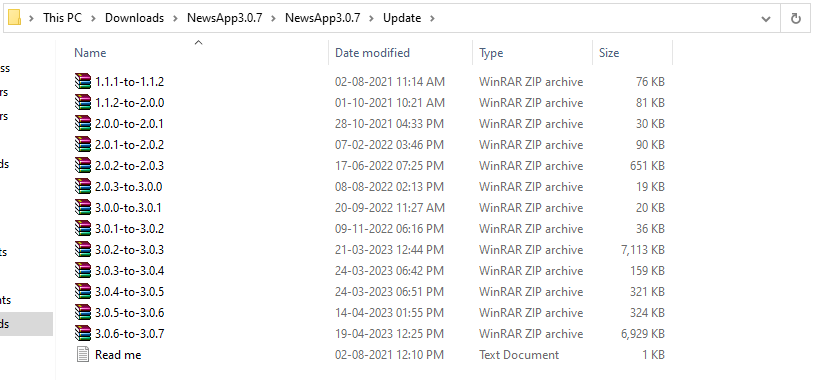 This PC > Downloads > NewsApp3.0.7 > NewsApp3.0.7 > Update >
Name Date modified Type Size
1.1.1-to-1.1.2 02-08-2021 11:14 AM WinRAR ZIP archive 76 KB
ss
1.1.2-to-2.0.0 01-10-2021 10:21 AM WinRAR ZIP archive 81 KB
rs
2.0.0-to-2.0.1 28-10-2021 04:33 PM WinRAR ZIP archive 30 KB
rs
2.0.1-to-2.0.2 07-02-2022 03:46 PM WinRAR ZIP archive 90 KB
2.0.2-to-2.0.3 17-06-2022 07:25 PM WinRAR ZIP archive 651 KB
ds
2.0.3-to.3.0.0 08-08-2022 02:13 PM WinRAR ZIP archive 19 KB
3.0.0-to.3.0.1 20-09-2022 11:27 AM WinRAR ZIP archive 20 KB
3.0.1-to-3.0.2 09-11-2022 06:16 PM WinRAR ZIP archive 36 KB
3.0.2-to-3.0.3 21-03-2023 12:44 PM WinRAR ZIP archive 7,113 KB
ts
3.0.3-to-3.0.4 24-03-2023 06:42 PM WinRAR ZIP archive 159 KB
3.0.4-to-3.0.5 24-03-2023 06:51 PM WinRAR ZIP archive 321 KB
nts
3.0.5-to-3.0.6 14-04-2023 01:55 PM WinRAR ZIP archive 324 KB
ds
3.0.6-to-3.0.7 19-04-2023 12:25 PM WinRAR ZIP archive 6,929 KB
Read me 02-08-2021 12:10 PM Text Document 1 KB